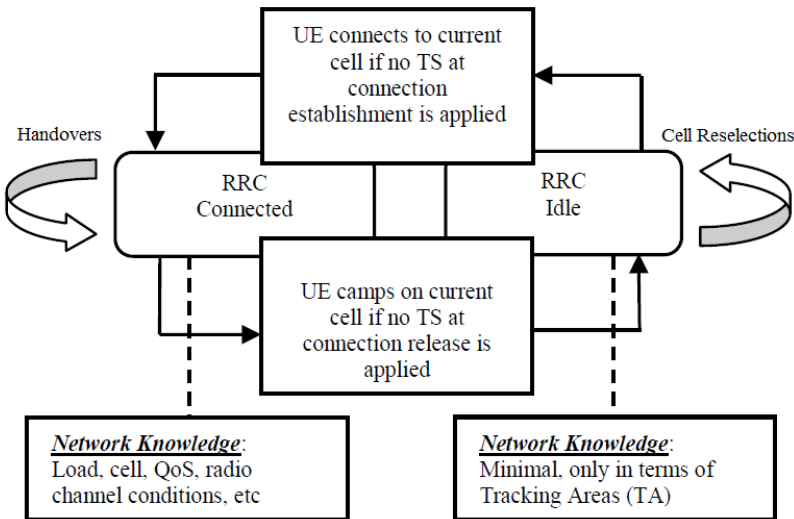 UE connects to current
cell if no TS at
connection
establishment is applied
Handovers
Cell Reselections
RRC
Connected
RRC
Idle
UE camps on current
cell if no TS at
connection release is
applied
Network Knowledge:
Load, cell, QoS, radio
channel conditions, etc
Network Knowledge:
Minimal, only in terms of
Tracking Areas (TA)